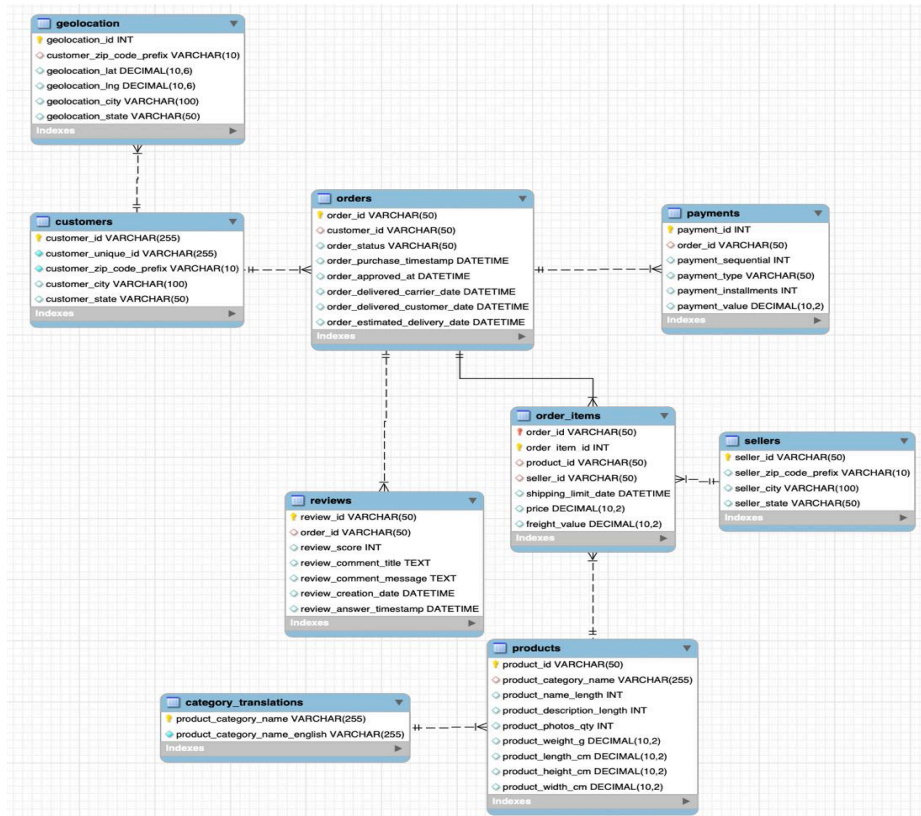 geolocation
geolocation_id INT
customer_zip_code_prefix VARCHAR(10)
geolocation_lat DECIMAL(10,6)
geolocation_lng DECIMAL(10,6)
geolocation_city VARCHAR(100)
geolocation_state VARCHAR(50)
Indexes
customers
customer_id VARCHAR(255)
customer_unique_id VARCHAR(255)
customer_zip_code_prefix VARCHAR(10)
customer_city VARCHAR(100)
customer_state VARCHAR(50)
Indexes
orders
order_id VARCHAR(50)
customer_id VARCHAR(50)
order_status VARCHAR(50)
order_purchase_timestamp DATETIME
order_approved_at DATETIME
order_delivered_carrier_date DATETIME
order_delivered_customer_date DATETIME
order_estimated_delivery_date DATETIME
Indexes
payments
payment_id INT
order_id VARCHAR(50)
payment_sequential INT
payment_type VARCHAR(50)
payment_installments INT
payment_value DECIMAL(10,2)
Indexes
order_items
order_id VARCHAR(50)
order_item_id INT
product_id VARCHAR(50)
seller_id VARCHAR(50)
shipping_limit_date DATETIME
price DECIMAL(10,2)
freight_value DECIMAL(10,2)
Indexes
sellers
seller_id VARCHAR(50)
seller_zip_code_prefix VARCHAR(10)
seller_city VARCHAR(100)
seller_state VARCHAR(50)
Indexes
reviews
review_id VARCHAR(50)
order_id VARCHAR(50)
review_score INT
review_comment_title TEXT
review_comment_message TEXT
review_creation_date DATETIME
review_answer_timestamp DATETIME
Indexes
products
product_id VARCHAR(50)
product_category_name VARCHAR(255)
product_name_length INT
product_description_length INT
product_photos_qty INT
product_weight_g DECIMAL(10,2)
product_length_cm DECIMAL(10,2)
product_height_cm DECIMAL(10,2)
product_width_cm DECIMAL(10,2)
Indexes
category_translations
product_category_name VARCHAR(255)
product_category_name_english VARCHAR(255)
Indexes